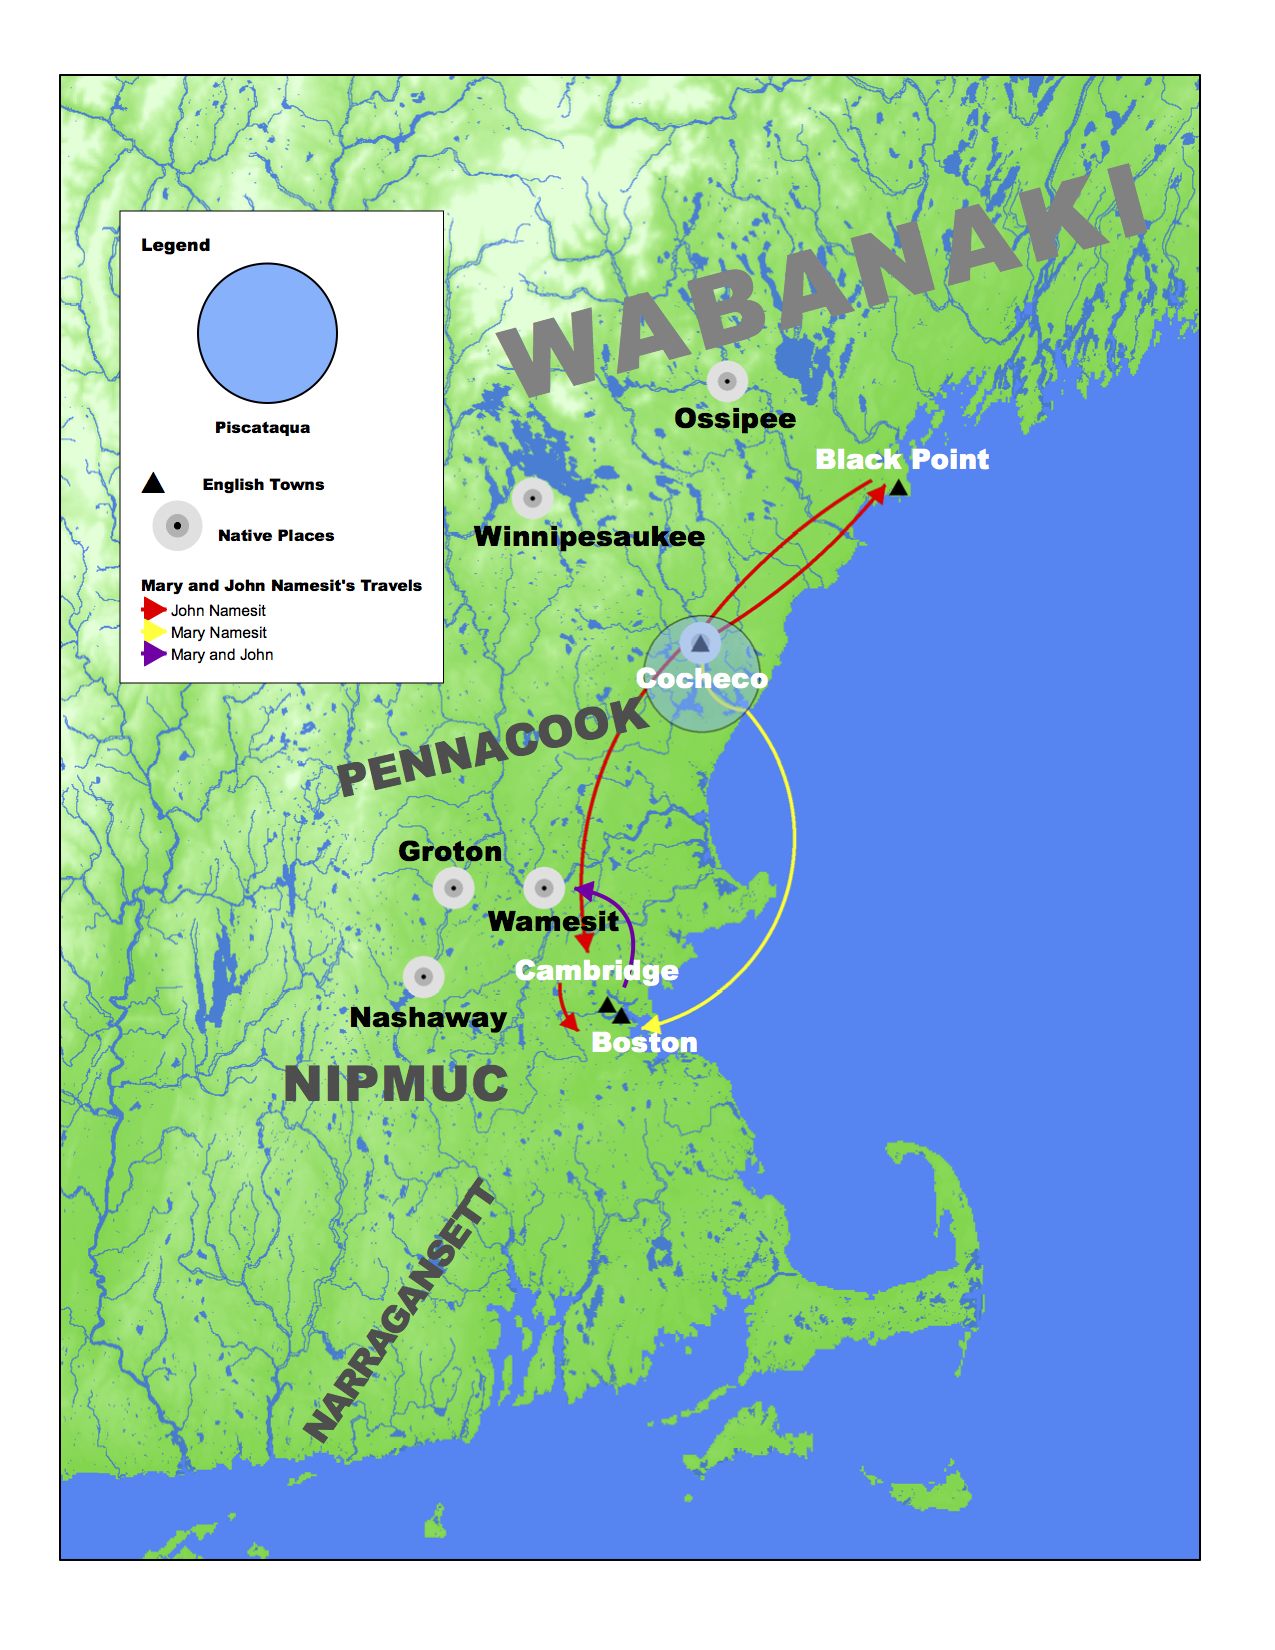 WABANAKI
Legend
Piscataqua
English Towns
Native Places
Mary and John Namesit's Travels
John Namesit
Mary Namesit
Mary and John
Ossipee
Black Point
Winnipesaukee
Cocheco
PENNACOOK
Groton
Wamesit
Cambridge
Nashaway
Boston
NIPMUC
NARRAGANSETT